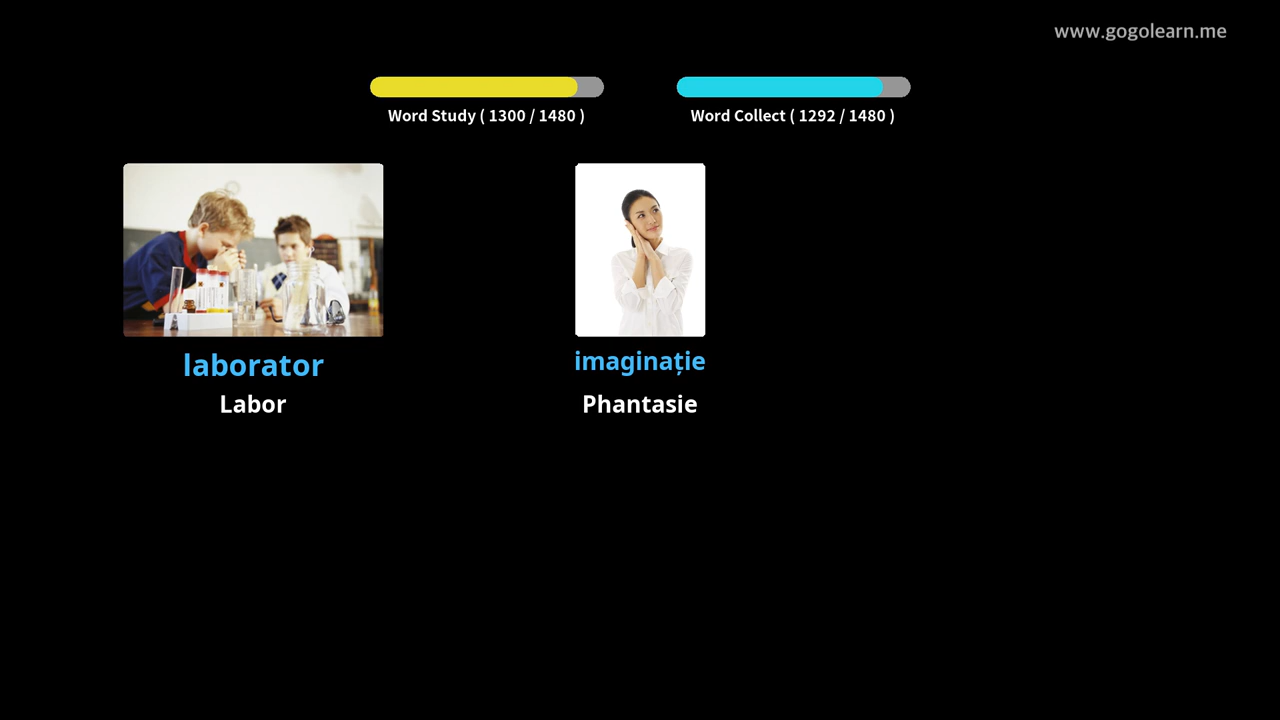 www.gogolearn.me
Word Study ( 1300 / 1480 )
Word Collect ( 1292 / 1480 )
laborator
Labor
imaginație
Phantasie